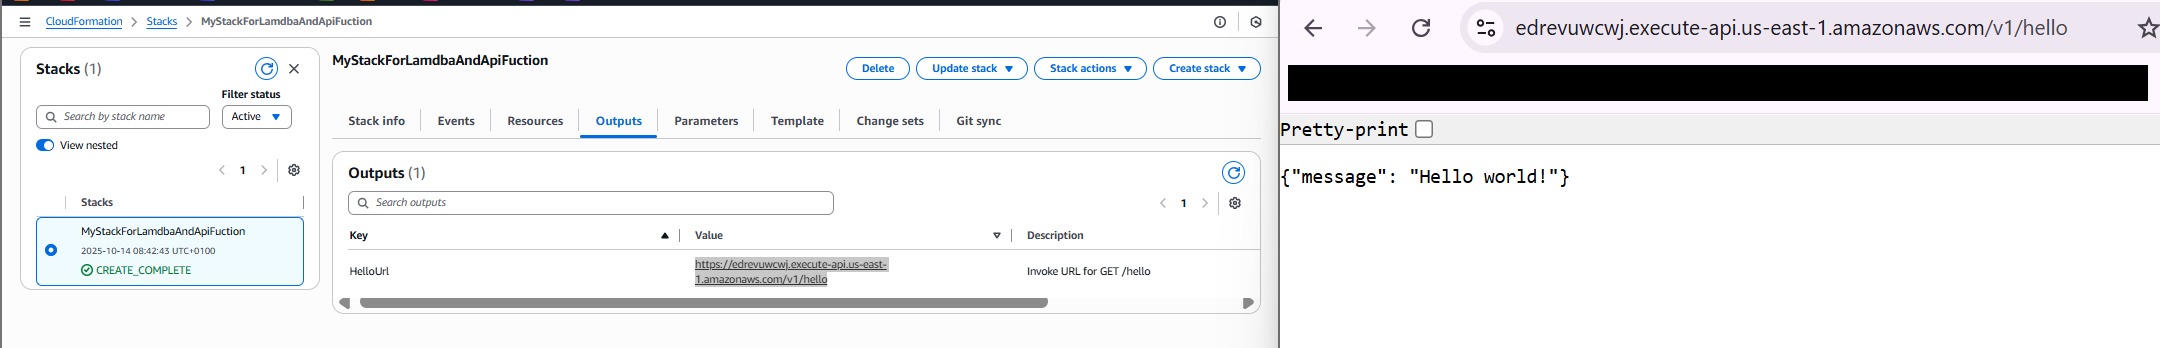 CloudFormation > Stacks > MyStackForLamdbaAndApiFuction
Stacks (1)
Filter status
Search by stack name
Active
View nested
1
Stacks
MyStackForLamdbaAndApiFuction
2025-10-14 08:42:43 UTC+0100
CREATE_COMPLETE
MyStackForLamdbaAndApiFuction
Delete
Update stack
Stack actions
Create stack
Stack info
Events
Resources
Outputs
Parameters
Template
Change sets
Git sync
Outputs (1)
Search outputs
1
Key
Value
Description
HelloUrl
https://edrevuwcwj.execute-api.us-east-
1.amazonaws.com/v1/hello
Invoke URL for GET /hello
edrevuwcwj.execute-api.us-east-1.amazonaws.com/v1/hello
Pretty-print
{"message": "Hello world!"}